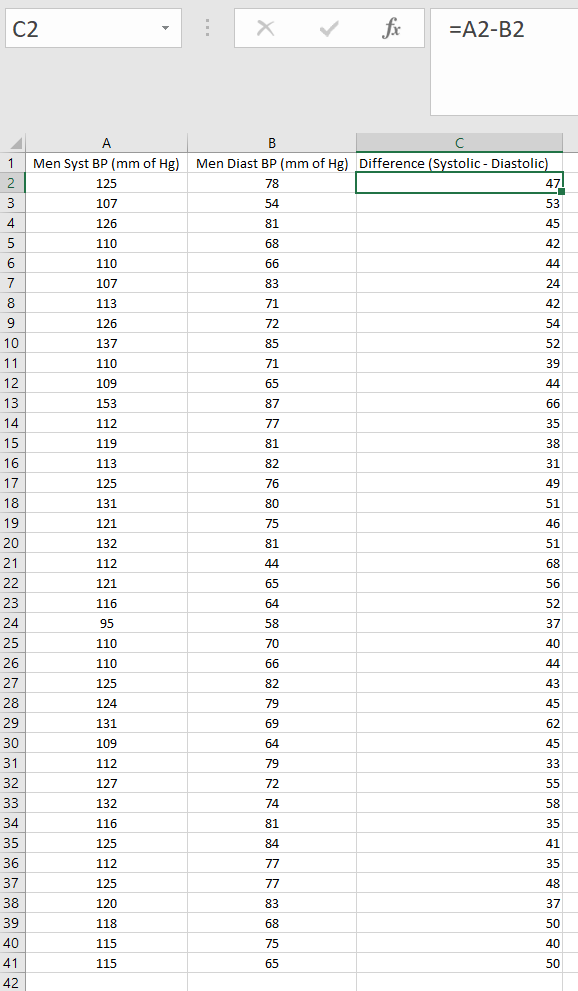 C2 fx =A2-B2
A B C
1 Men Syst BP (mm of Hg) Men Diast BP (mm of Hg) Difference (Systolic - Diastolic)
2 125 78 47
3 107 54 53
4 126 81 45
5 110 68 42
6 110 66 44
7 107 83 24
8 113 71 42
9 126 72 54
10 137 85 52
11 110 71 39
12 109 65 44
13 153 87 66
14 112 77 35
15 119 81 38
16 113 82 31
17 125 76 49
18 131 80 51
19 121 75 46
20 132 81 51
21 112 44 68
22 121 65 56
23 116 64 52
24 95 58 37
25 110 70 40
26 110 66 44
27 125 82 43
28 124 79 45
29 131 69 62
30 109 64 45
31 112 79 33
32 127 72 55
33 132 74 58
34 116 81 35
35 125 84 41
36 112 77 35
37 125 77 48
38 120 83 37
39 118 68 50
40 115 75 40
41 115 65 50
42